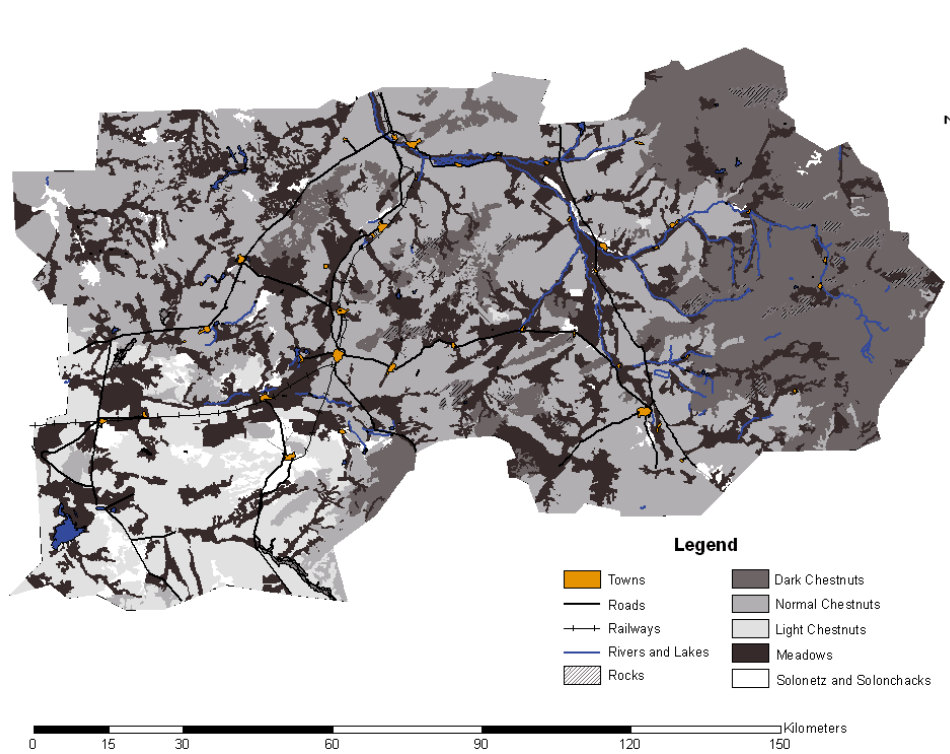 Legend
Towns
Roads
Railways
Rivers and Lakes
Rocks
Dark Chestnuts
Normal Chestnuts
Light Chestnuts
Meadows
Solonetz and Solonchacks
0 15 30 60 90 120 150 Kilometers